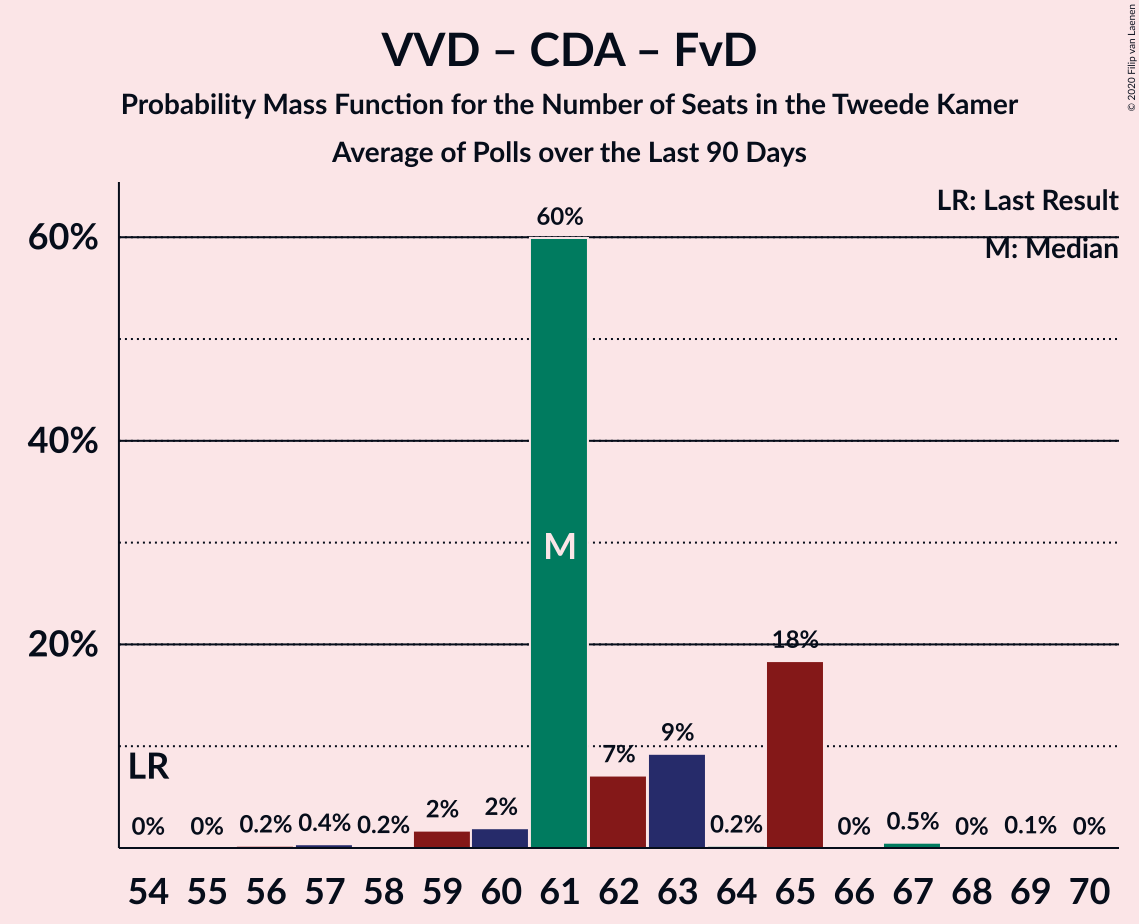 VVD – CDA – FvD
Probability Mass Function for the Number of Seats in the Tweede Kamer
Average of Polls over the Last 90 Days
© 2020 Filip van Laenen
LR: Last Result
M: Median
60%
40%
20%
LR
M
0% 0% 0.2% 0.4% 0.2% 2% 2% 60% 7% 9% 0.2% 18% 0% 0.5% 0% 0.1% 0%
54 55 56 57 58 59 60 61 62 63 64 65 66 67 68 69 70